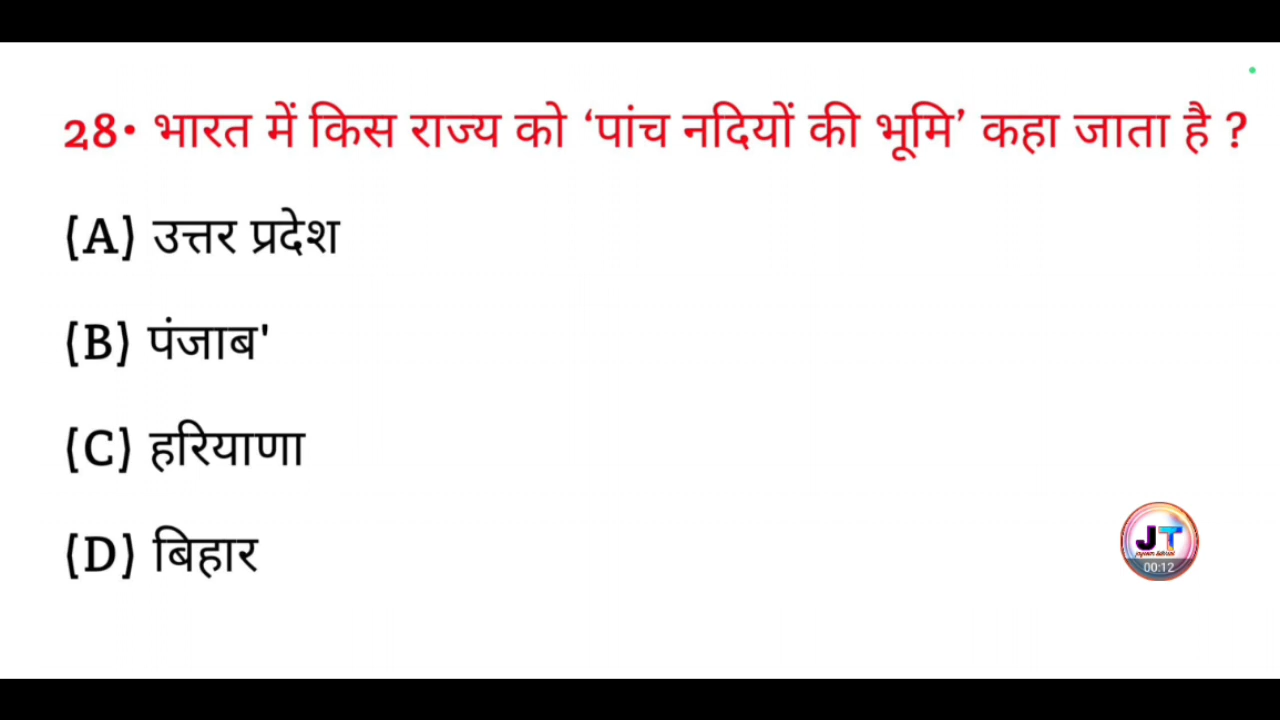 28• भारत में किस राज्य को ‘पांच नदियों की भूमि’ कहा जाता है ?
(A) उत्तर प्रदेश
(B) पंजाब'
(C) हरियाणा
(D) बिहार
JT
00:12